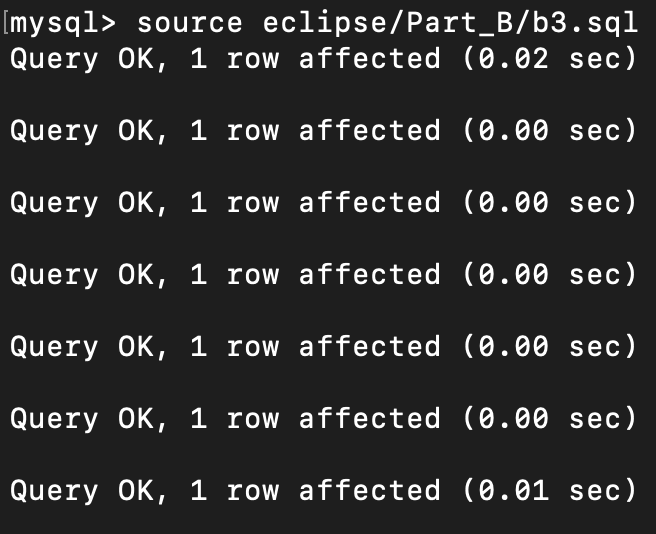 [mysql> source eclipse/Part_B/b3.sql
Query OK, 1 row affected (0.02 sec)
Query OK, 1 row affected (0.00 sec)
Query OK, 1 row affected (0.00 sec)
Query OK, 1 row affected (0.00 sec)
Query OK, 1 row affected (0.00 sec)
Query OK, 1 row affected (0.00 sec)
Query OK, 1 row affected (0.01 sec)